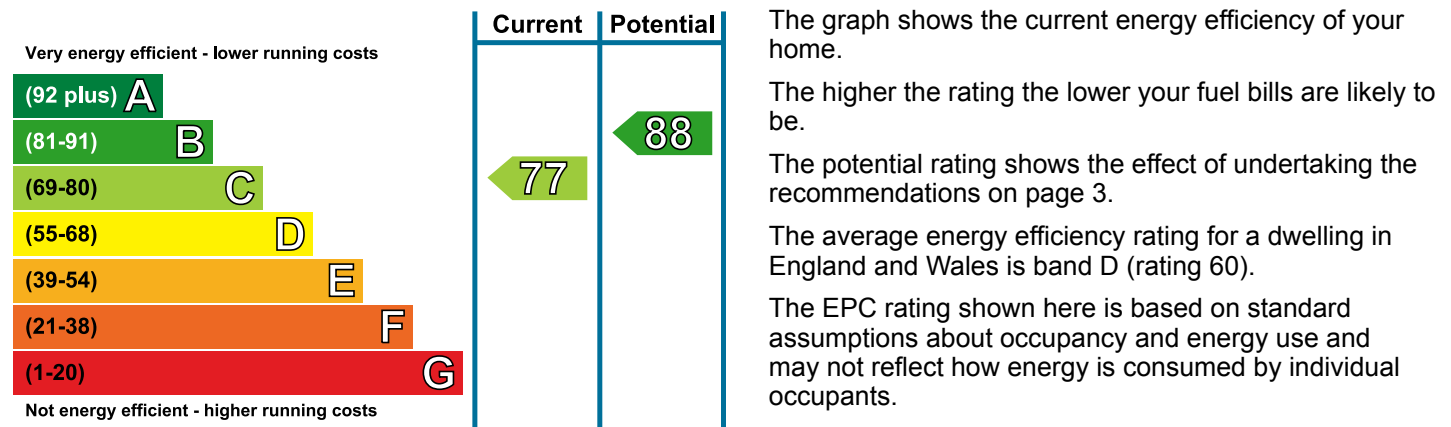 Current Potential
Very energy efficient - lower running costs
(92 plus) A
(81-91) B
88
(69-80) C
77
(55-68) D
(39-54) E
(21-38) F
(1-20) G
Not energy efficient - higher running costs
The graph shows the current energy efficiency of your
home.
The higher the rating the lower your fuel bills are likely to
be.
The potential rating shows the effect of undertaking the
recommendations on page 3.
The average energy efficiency rating for a dwelling in
England and Wales is band D (rating 60).
The EPC rating shown here is based on standard
assumptions about occupancy and energy use and
may not reflect how energy is consumed by individual
occupants.